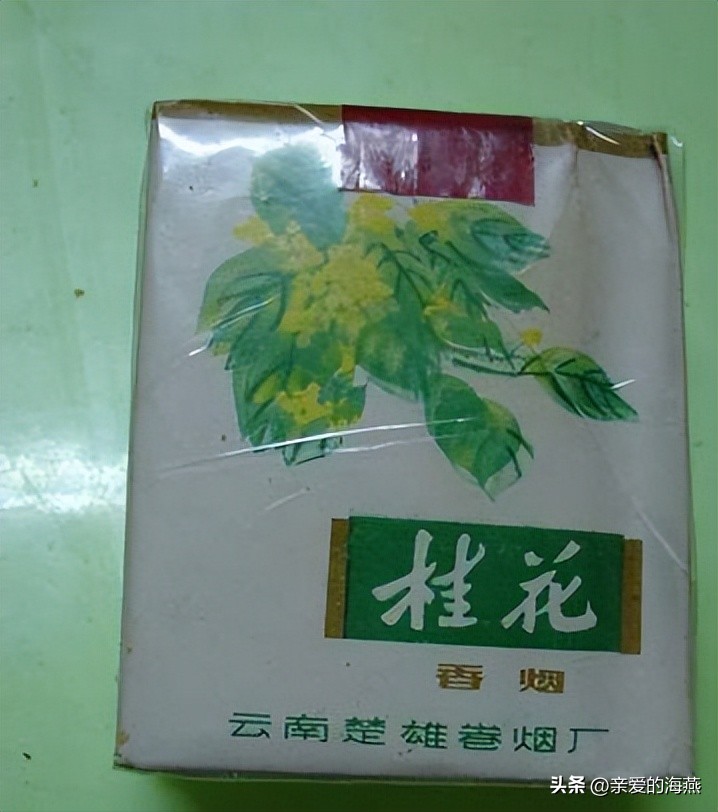 桂花
香烟
云南楚雄卷烟厂
头条 @亲爱的海燕